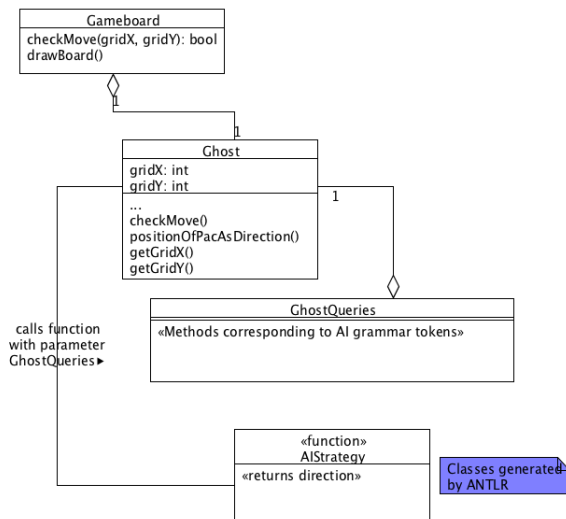 Gameboard
checkMove(gridX, gridY): bool
drawBoard()
1
1
Ghost
gridX: int
gridY: int
...
checkMove()
positionOfPacAsDirection()
getGridX()
getGridY()
1
GhostQueries
«Methods corresponding to AI grammar tokens»
calls function
with parameter
GhostQueries►
«function»
AIStrategy
«returns direction»
Classes generated
by ANTLR